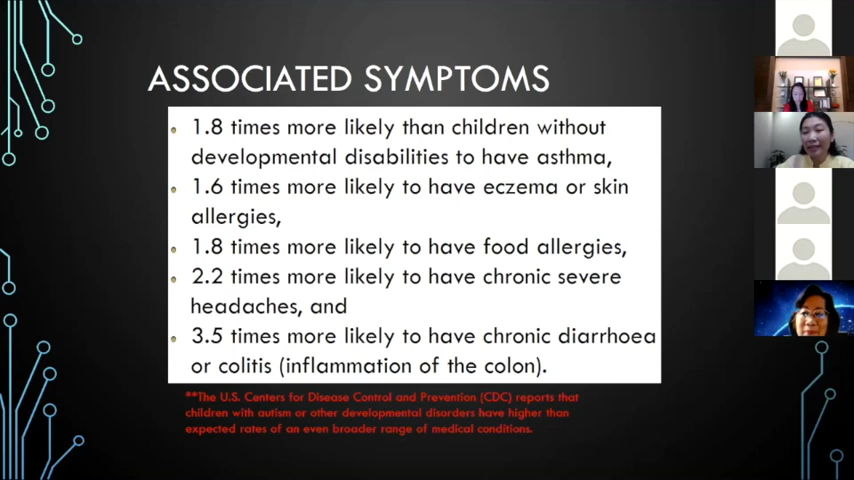 ASSOCIATED SYMPTOMS
1.8 times more likely than children without
developmental disabilities to have asthma,
1.6 times more likely to have eczema or skin
allergies,
1.8 times more likely to have food allergies,
2.2 times more likely to have chronic severe
headaches, and
3.5 times more likely to have chronic diarrhoea
or colitis (inflammation of the colon).
**The U.S. Centers for Disease Control and Prevention (CDC) reports that
children with autism or other developmental disorders have higher than
expected rates of an even broader range of medical conditions.